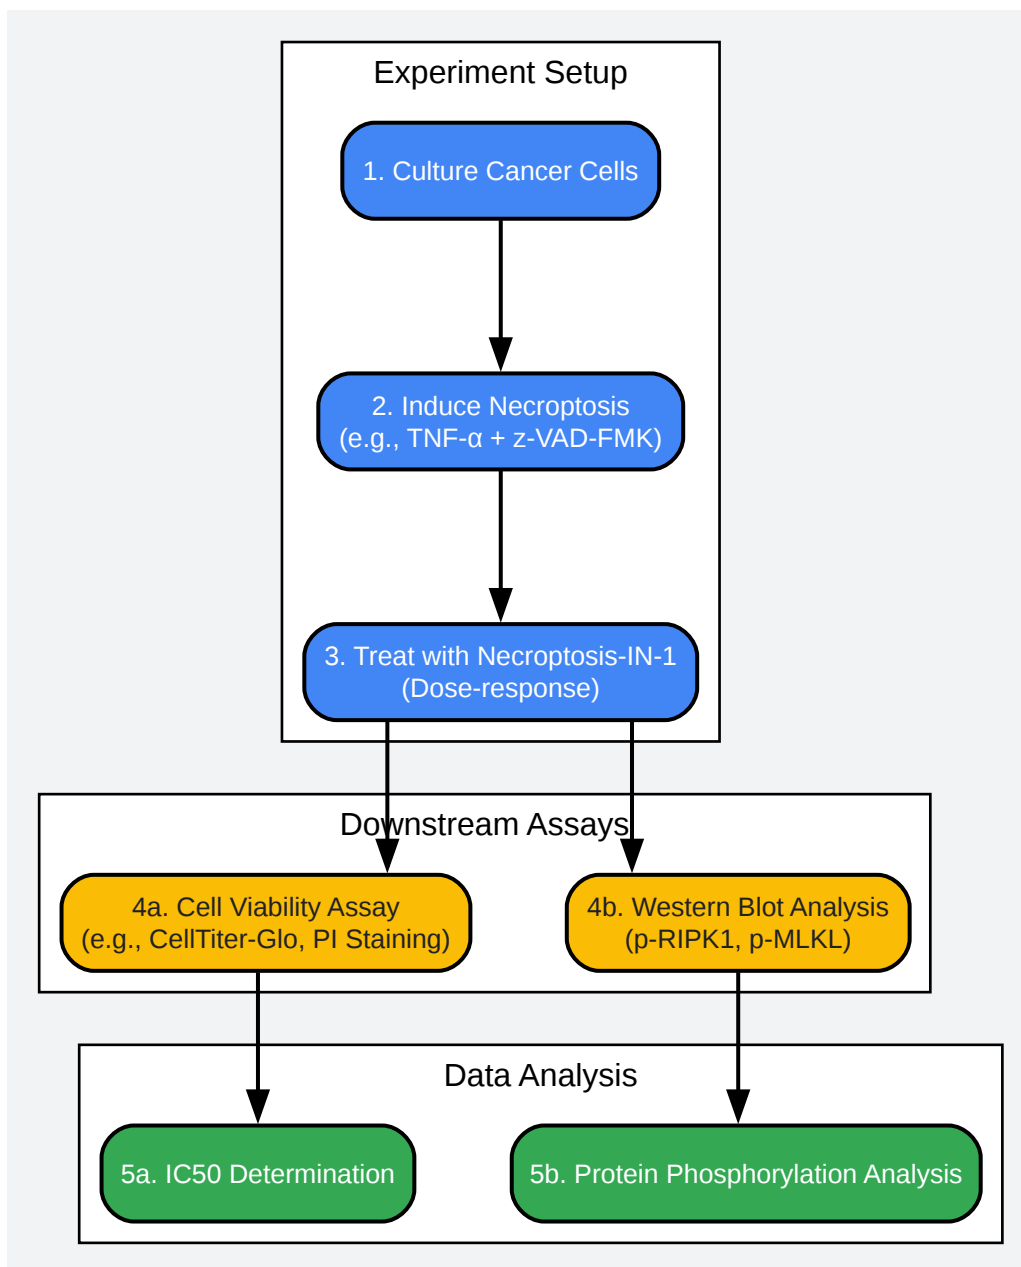 Experiment Setup
1. Culture Cancer Cells
2. Induce Necroptosis
(e.g., TNF-α + z-VAD-FMK)
3. Treat with Necroptosis-IN-1
(Dose-response)
Downstream Assays
4a. Cell Viability Assay
(e.g., CellTiter-Glo, PI Staining)
4b. Western Blot Analysis
(p-RIPK1, p-MLKL)
Data Analysis
5a. IC50 Determination
5b. Protein Phosphorylation Analysis